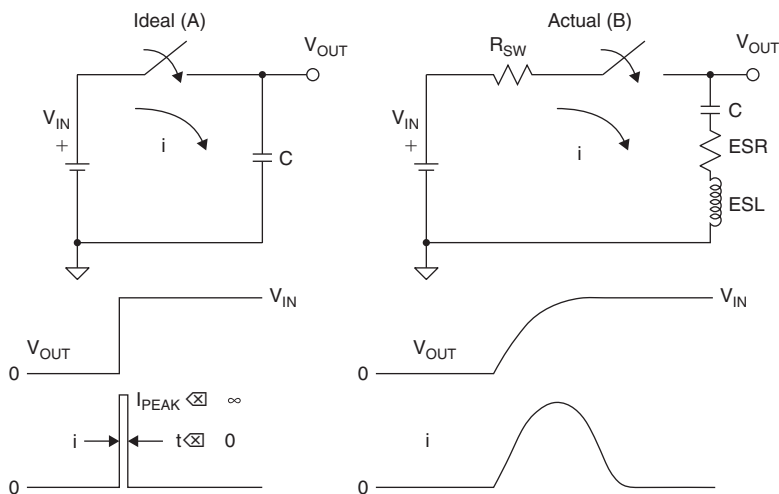 Ideal (A)
Actual (B)
V_OUT
R_SW
V_OUT
V_IN
+
i
C
V_IN
+
i
C
ESR
ESL
V_IN
V_OUT
0
V_IN
V_OUT
0
I_PEAK ⌫ ∞
i
t⌫ 0
0
i
0